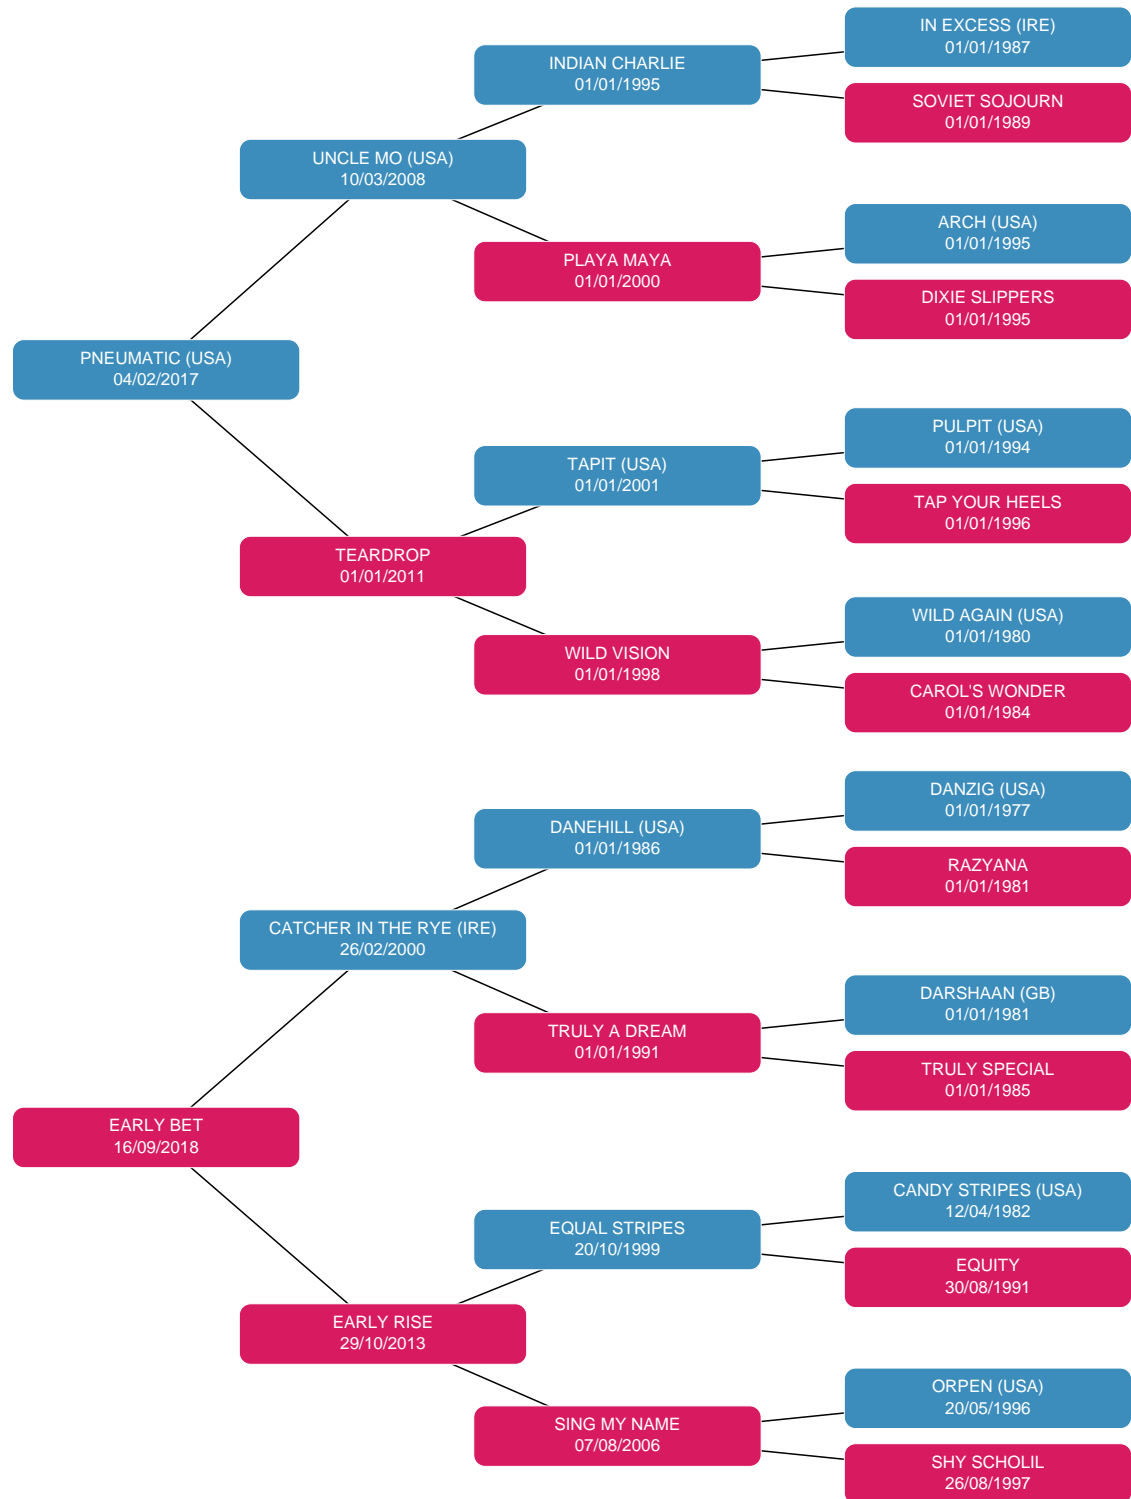 IN EXCESS (IRE)
01/01/1987
INDIAN CHARLIE
01/01/1995
SOVIET SOJOURN
01/01/1989
UNCLE MO (USA)
10/03/2008
ARCH (USA)
01/01/1995
PLAYA MAYA
01/01/2000
DIXIE SLIPPERS
01/01/1995
PNEUMATIC (USA)
04/02/2017
PULPIT (USA)
01/01/1994
TAPIT (USA)
01/01/2001
TAP YOUR HEELS
01/01/1996
TEARDROP
01/01/2011
WILD AGAIN (USA)
01/01/1980
WILD VISION
01/01/1998
CAROL'S WONDER
01/01/1984
DANZIG (USA)
01/01/1977
DANEHILL (USA)
01/01/1986
RAZYANA
01/01/1981
CATCHER IN THE RYE (IRE)
26/02/2000
DARSHAAN (GB)
01/01/1981
TRULY A DREAM
01/01/1991
TRULY SPECIAL
01/01/1985
EARLY BET
16/09/2018
CANDY STRIPES (USA)
12/04/1982
EQUAL STRIPES
20/10/1999
EQUITY
30/08/1991
EARLY RISE
29/10/2013
ORPEN (USA)
20/05/1996
SING MY NAME
07/08/2006
SHY SCHOLIL
26/08/1997